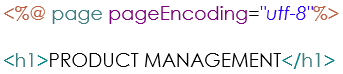 <%@ page pageEncoding="utf-8"%>
<h1>PRODUCT MANAGEMENT</h1>